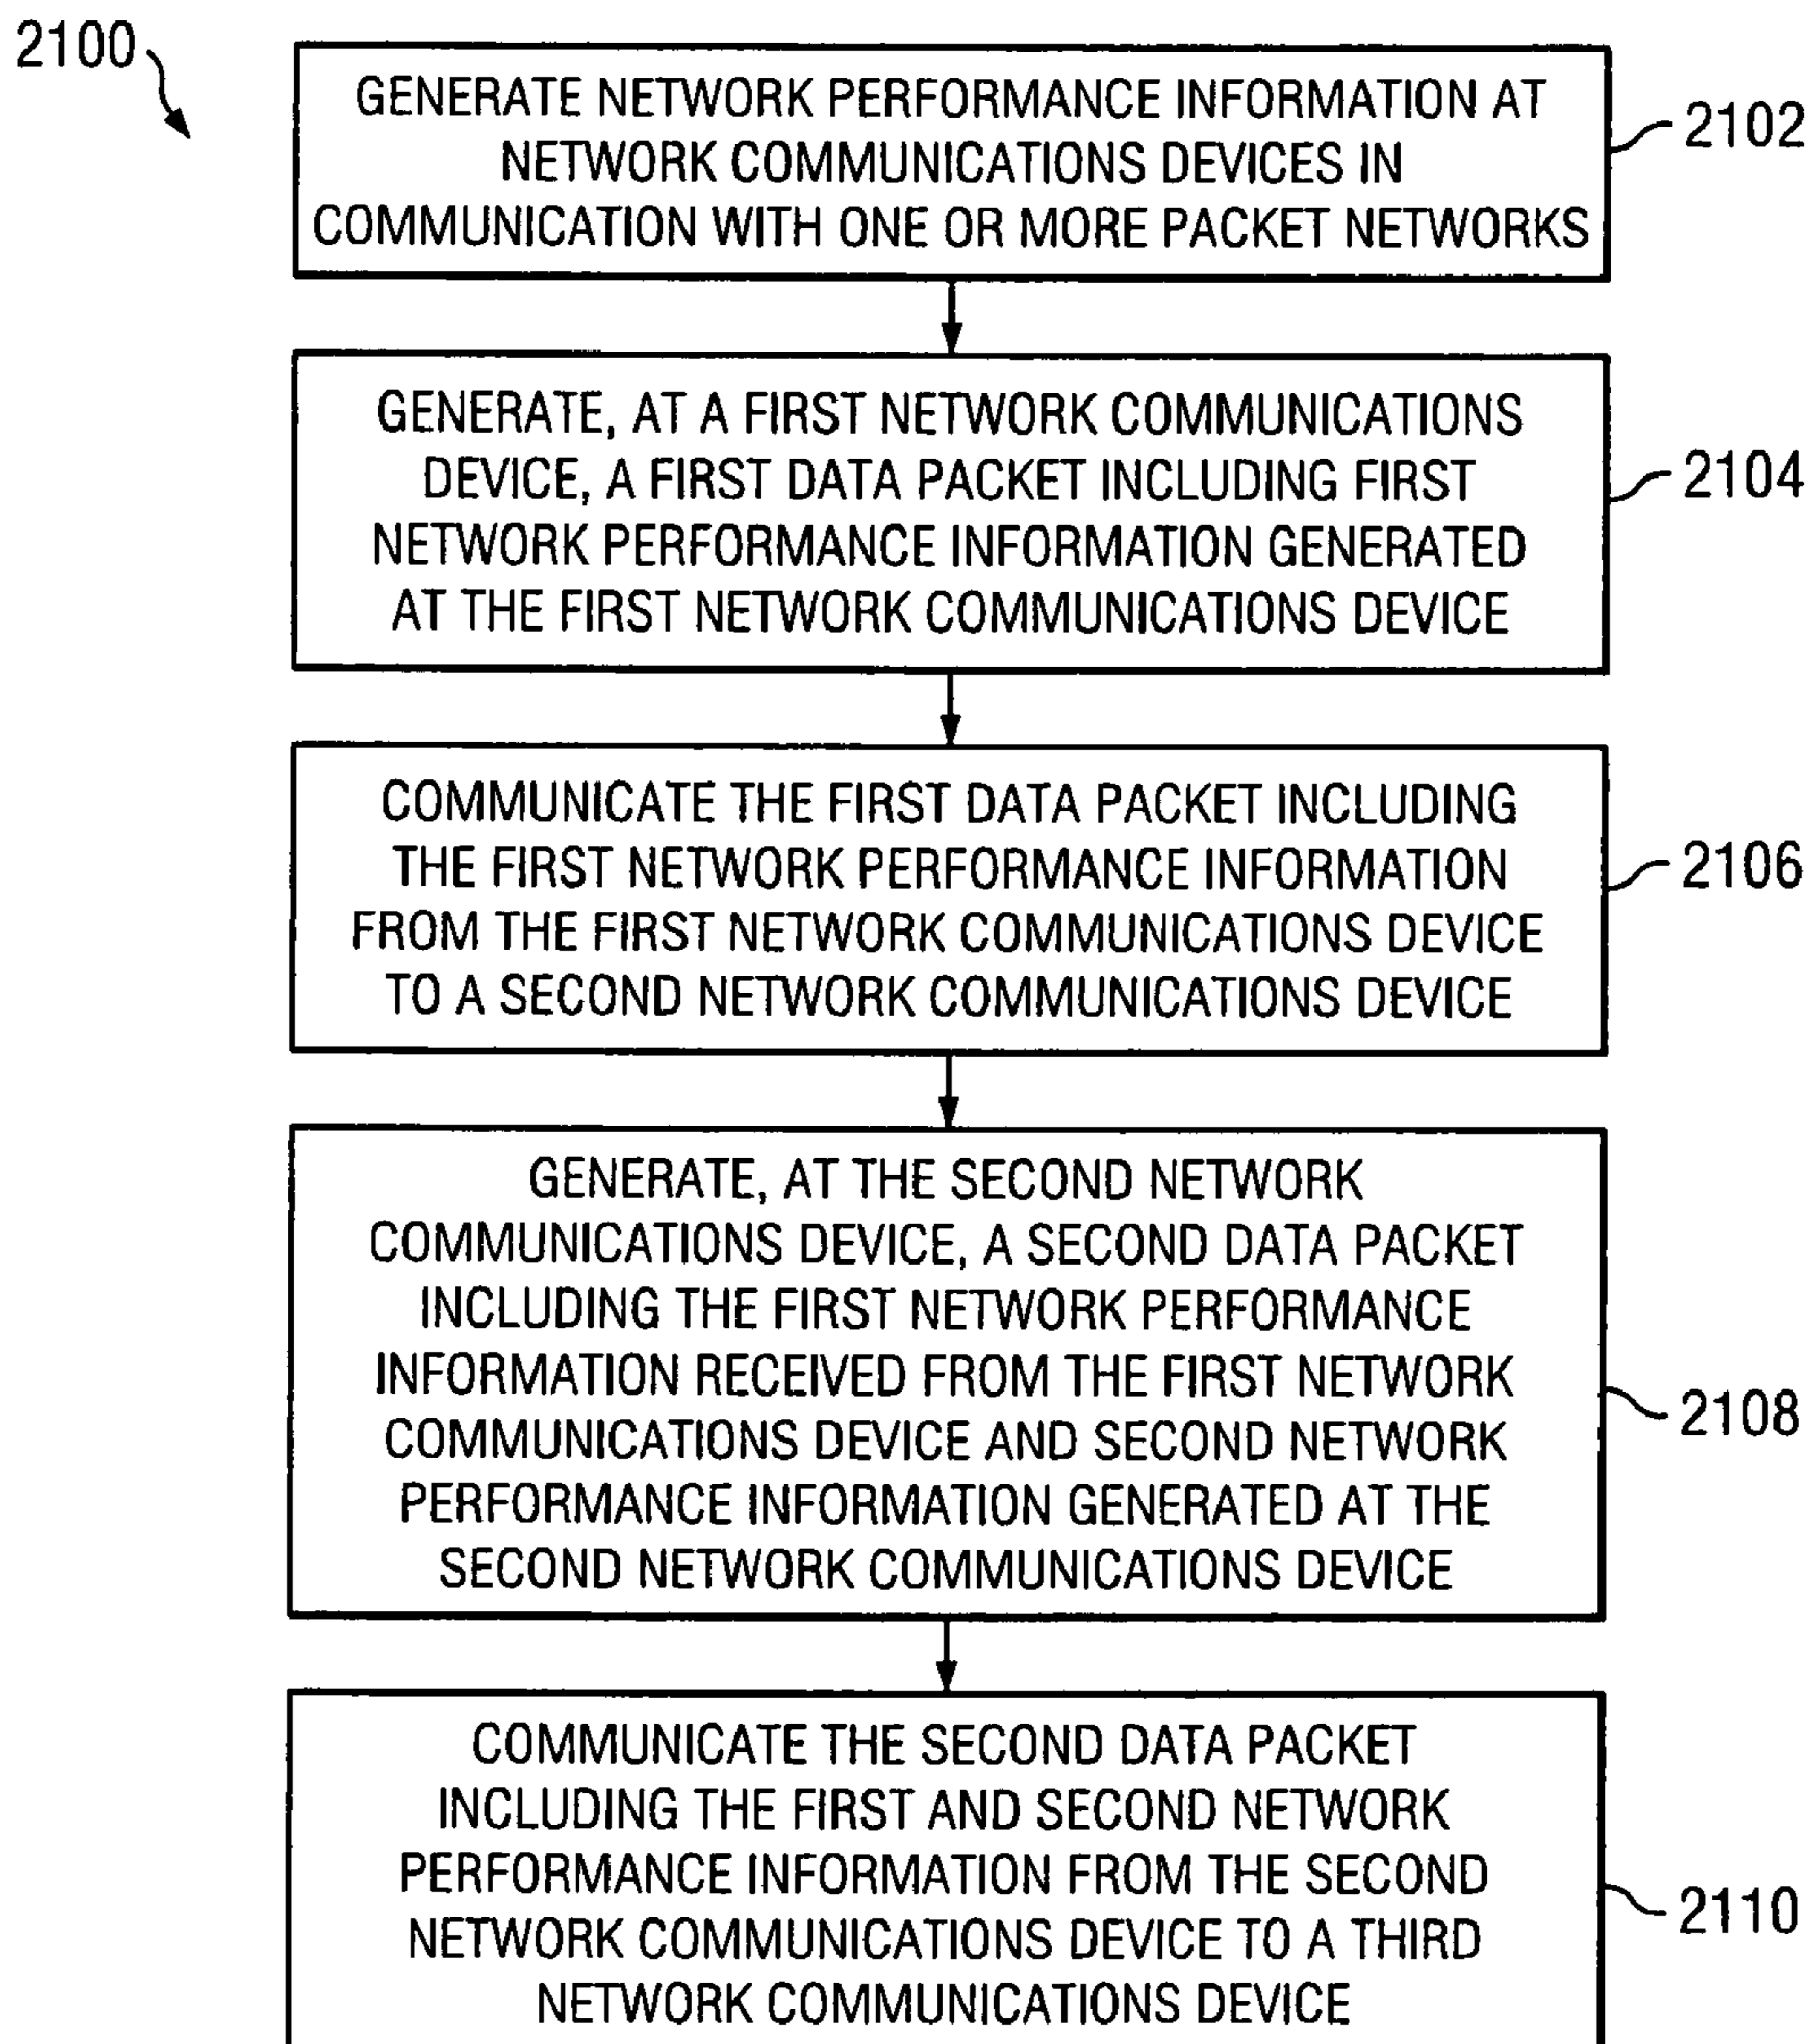 2100
GENERATE NETWORK PERFORMANCE INFORMATION AT
NETWORK COMMUNICATIONS DEVICES IN
COMMUNICATION WITH ONE OR MORE PACKET NETWORKS
2102
GENERATE, AT A FIRST NETWORK COMMUNICATIONS
DEVICE, A FIRST DATA PACKET INCLUDING FIRST
NETWORK PERFORMANCE INFORMATION GENERATED
AT THE FIRST NETWORK COMMUNICATIONS DEVICE
2104
COMMUNICATE THE FIRST DATA PACKET INCLUDING
THE FIRST NETWORK PERFORMANCE INFORMATION
FROM THE FIRST NETWORK COMMUNICATIONS DEVICE
TO A SECOND NETWORK COMMUNICATIONS DEVICE
2106
GENERATE, AT THE SECOND NETWORK
COMMUNICATIONS DEVICE, A SECOND DATA PACKET
INCLUDING THE FIRST NETWORK PERFORMANCE
INFORMATION RECEIVED FROM THE FIRST NETWORK
COMMUNICATIONS DEVICE AND SECOND NETWORK
PERFORMANCE INFORMATION GENERATED AT THE
SECOND NETWORK COMMUNICATIONS DEVICE
2108
COMMUNICATE THE SECOND DATA PACKET
INCLUDING THE FIRST AND SECOND NETWORK
PERFORMANCE INFORMATION FROM THE SECOND
NETWORK COMMUNICATIONS DEVICE TO A THIRD
NETWORK COMMUNICATIONS DEVICE
2110